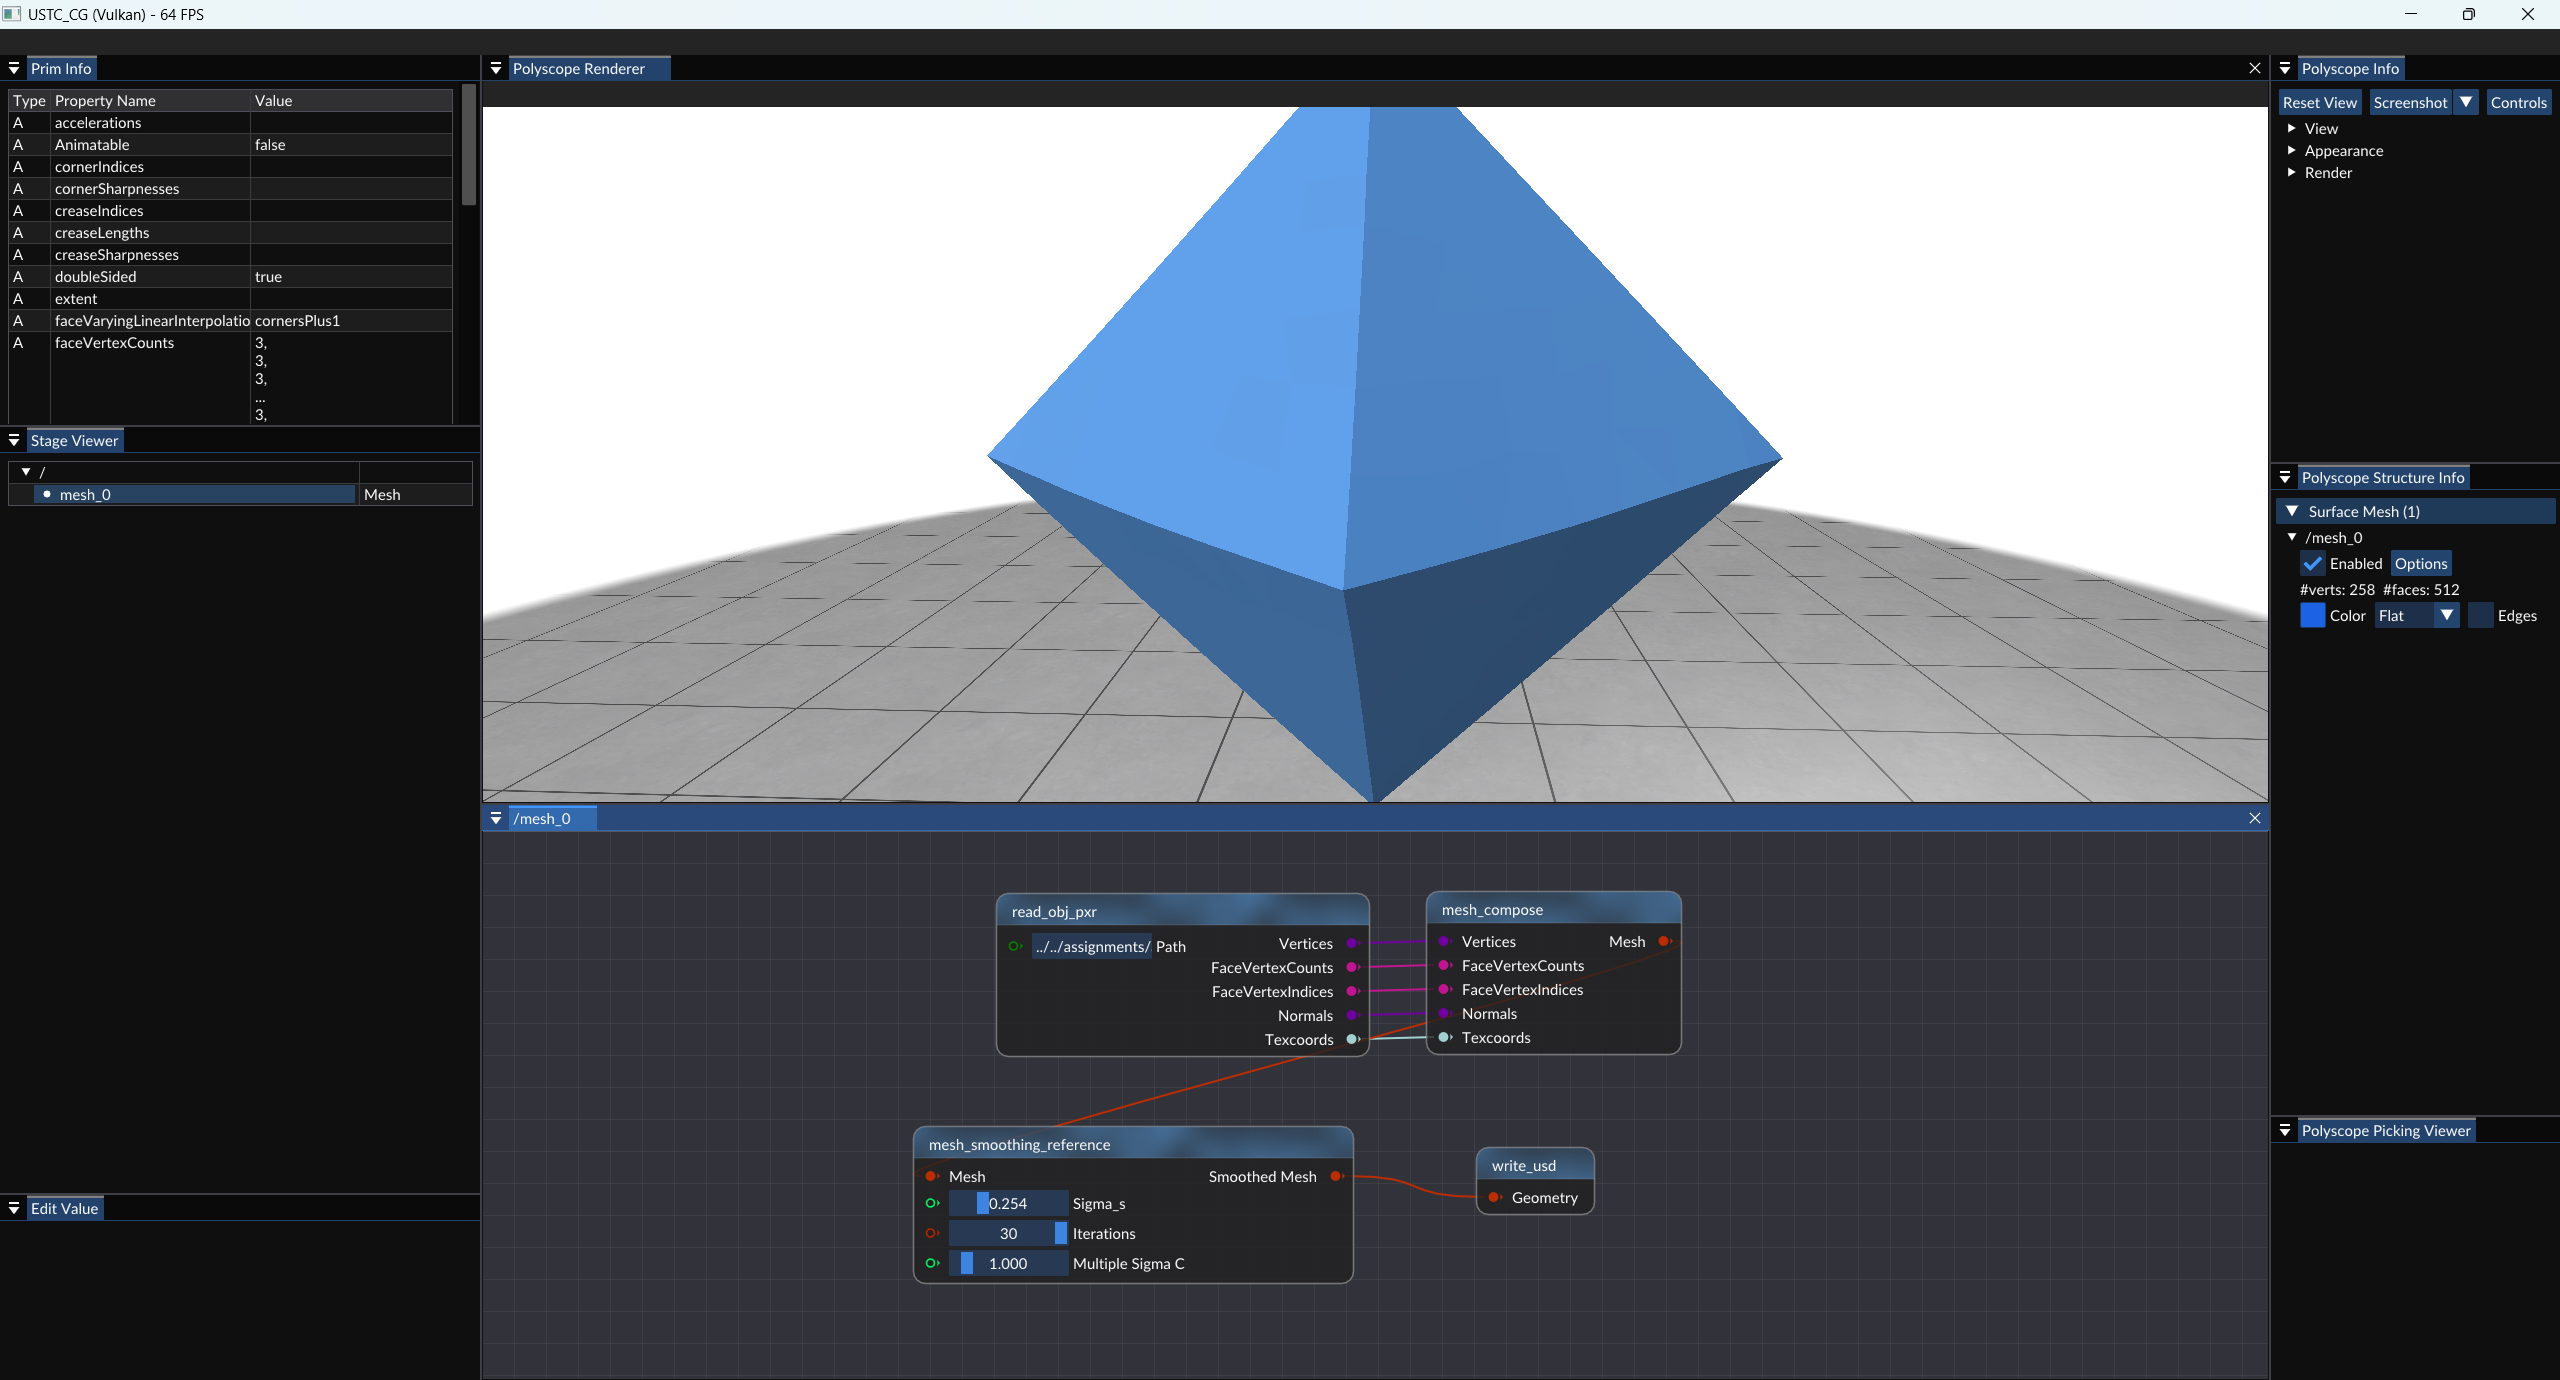 USTC_CG (Vulkan) - 64 FPS
Prim Info
Type Property Name Value
A accelerations
A Animatable false
A cornerIndices
A cornerSharpnesses
A creaseIndices
A creaseLengths
A creaseSharpnesses
A doubleSided true
A extent
A faceVaryingLinearInterpolatio cornersPlus1
A faceVertexCounts 3,
3,
3,
...
3,
Stage Viewer
/
mesh_0 Mesh
Edit Value
Polyscope Renderer
/mesh_0
read_obj_pxr
../../assignments/ Path
Vertices
FaceVertexCounts
FaceVertexIndices
Normals
Texcoords
mesh_compose
Vertices Mesh
FaceVertexCounts
FaceVertexIndices
Normals
Texcoords
mesh_smoothing_reference
Mesh Smoothed Mesh
0.254 Sigma_s
30 Iterations
1.000 Multiple Sigma C
write_usd
Geometry
Polyscope Info
Reset View Screenshot Controls
View
Appearance
Render
Polyscope Structure Info
Surface Mesh (1)
/mesh_0
Enabled Options
#verts: 258 #faces: 512
Color Flat Edges
Polyscope Picking Viewer